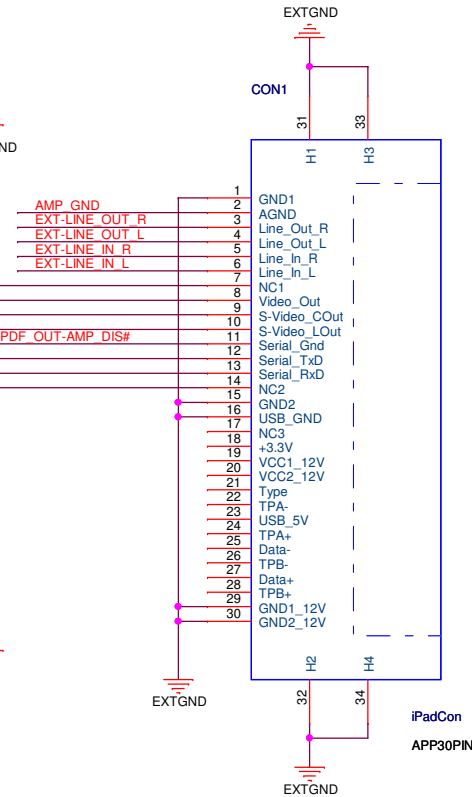 EXTGND
CON1
31
33
ND
H1
H3
1
GND1
AMP_GND
2
AGND
EXT-LINE_OUT_R
3
Line_Out_R
EXT-LINE_OUT_L
4
Line_Out_L
EXT-LINE_IN_R
5
Line_In_R
EXT-LINE_IN_L
6
Line_In_L
7
NC1
8
Video_Out
9
S-Video_COut
10
S-Video_LOut
PDF_OUT-AMP_DIS#
11
Serial_Gnd
12
Serial_TxD
13
Serial_RxD
14
NC2
15
GND2
16
USB_GND
17
NC3
18
+3.3V
19
VCC1_12V
20
VCC2_12V
21
Type
22
TPA-
23
USB_5V
24
TPA+
25
Data-
26
TPB-
27
Data+
28
TPB+
29
GND1_12V
30
GND2_12V
H2
H4
32
34
EXTGND
iPadCon
APP30PIN
EXTGND